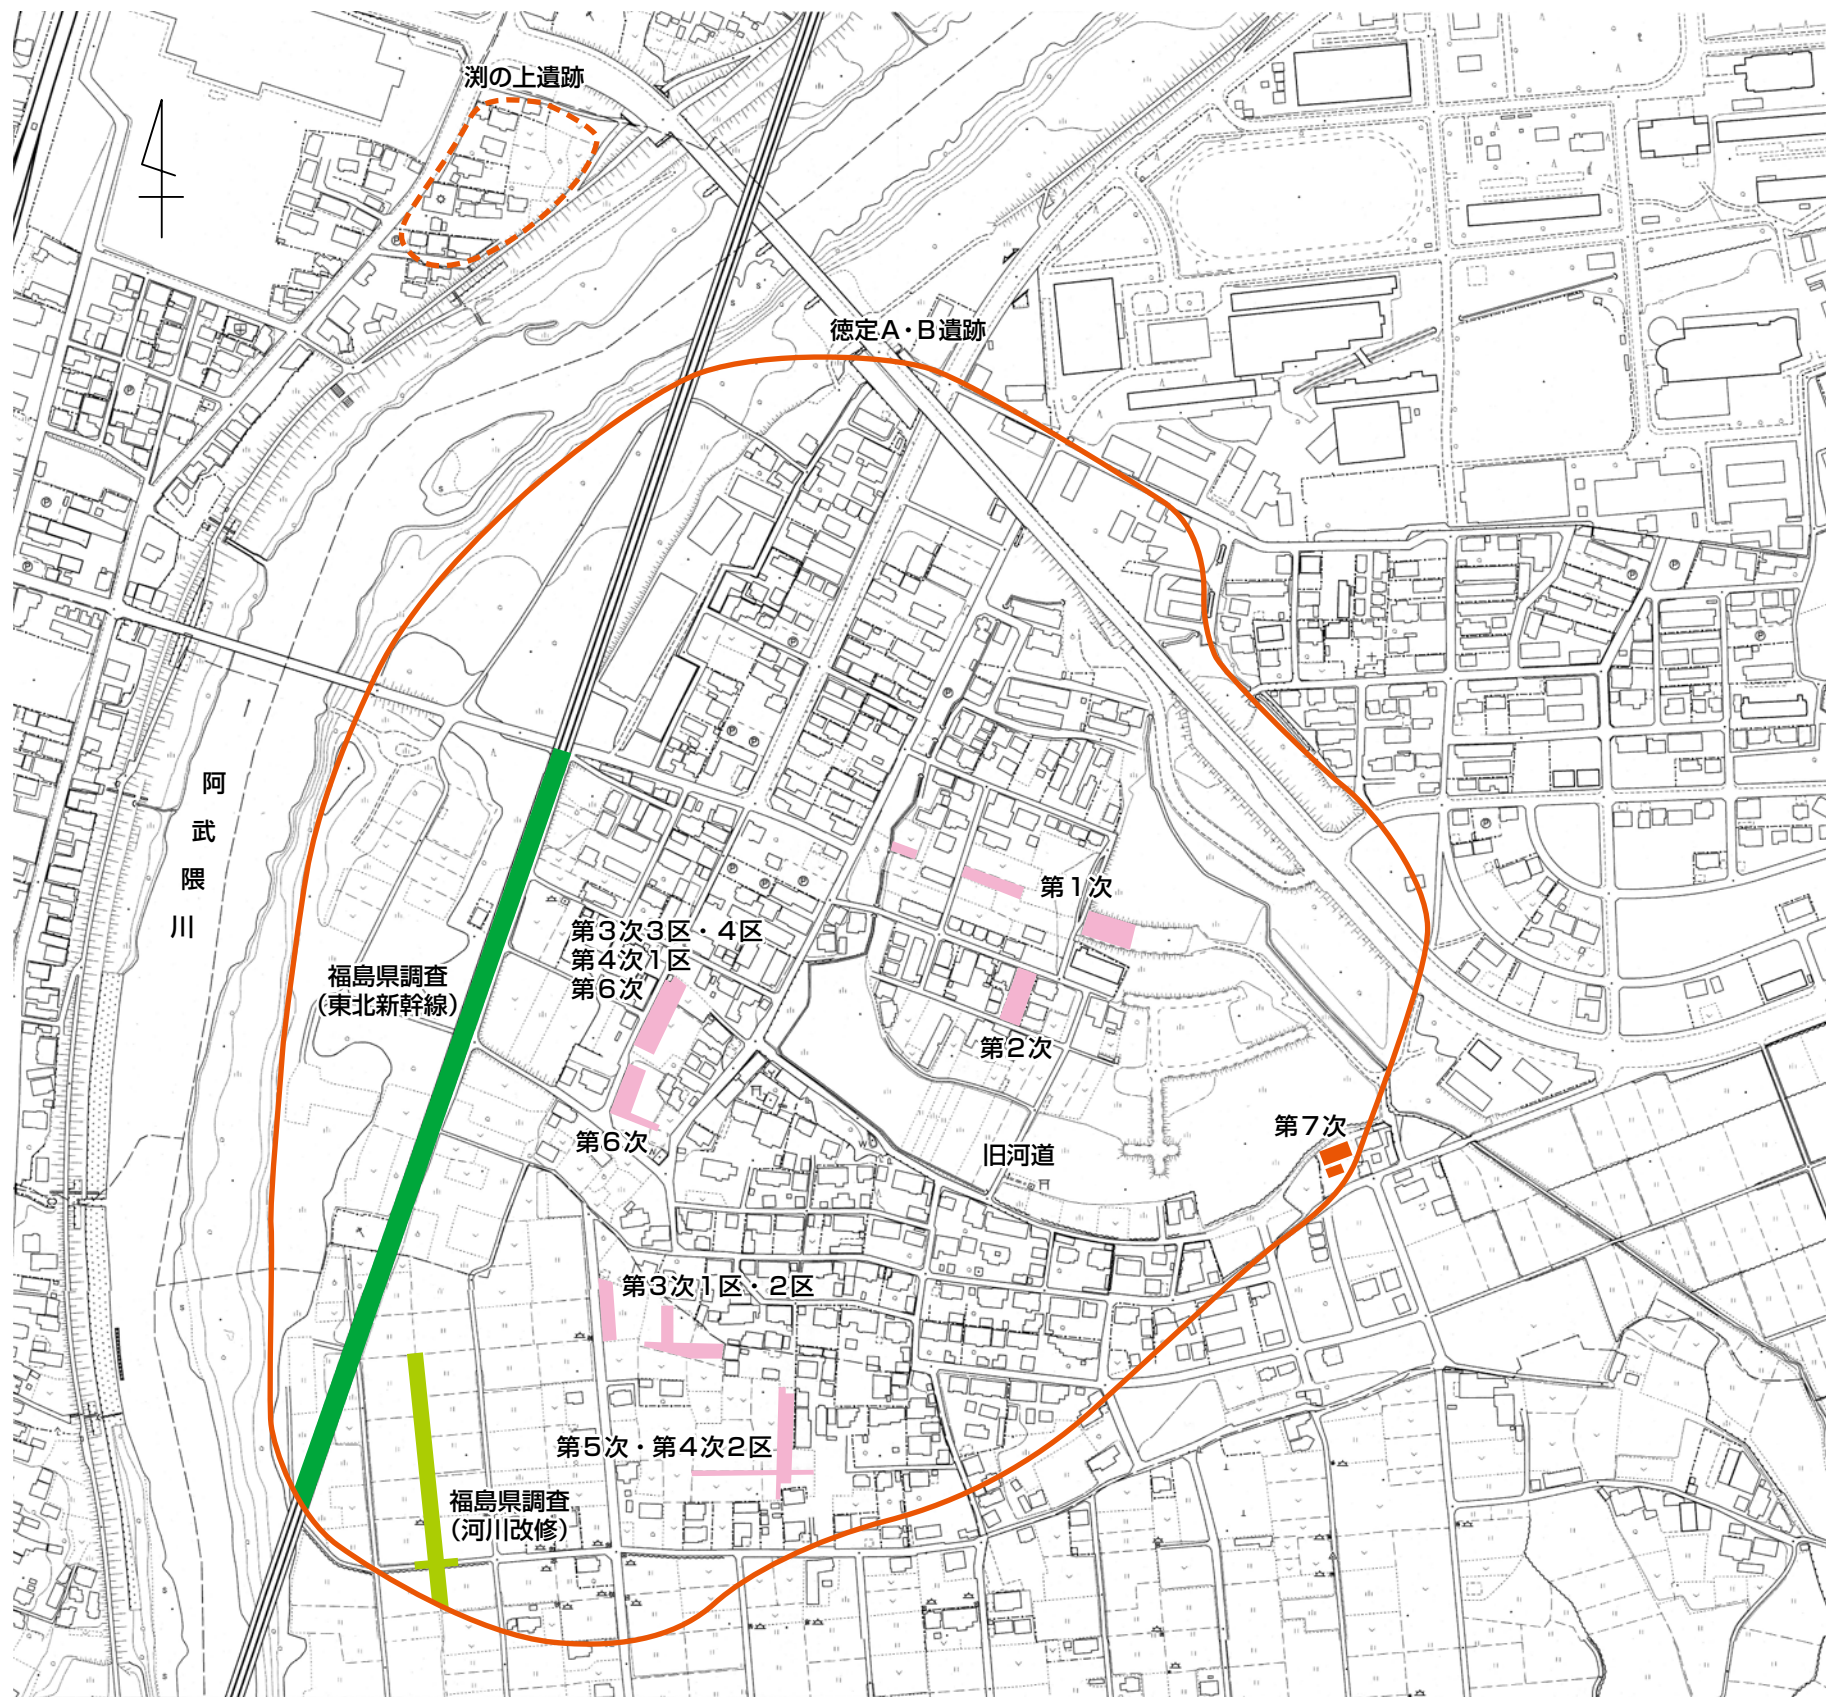 渕の上遺跡
徳定A・B遺跡
阿武隈川
第1次
第3次3区・4区
第4次1区
第6次
福島県調査
（東北新幹線）
第2次
第7次
第6次
旧河道
第3次1区・2区
第5次・第4次2区
福島県調査
（河川改修）